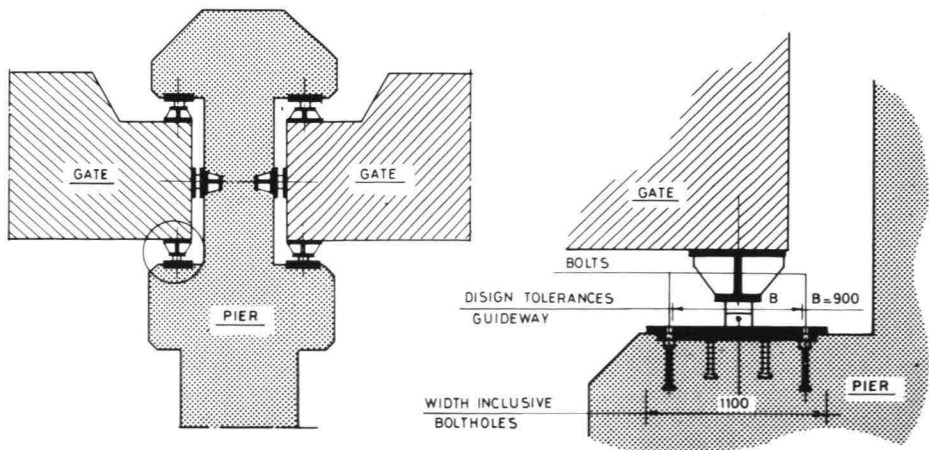 GATE
GATE
PIER
GATE
BOLTS
DISIGN TOLERANCES
GUIDEWAY
B
B=900
PIER
1100
WIDTH INCLUSIVE
BOLTHOLES